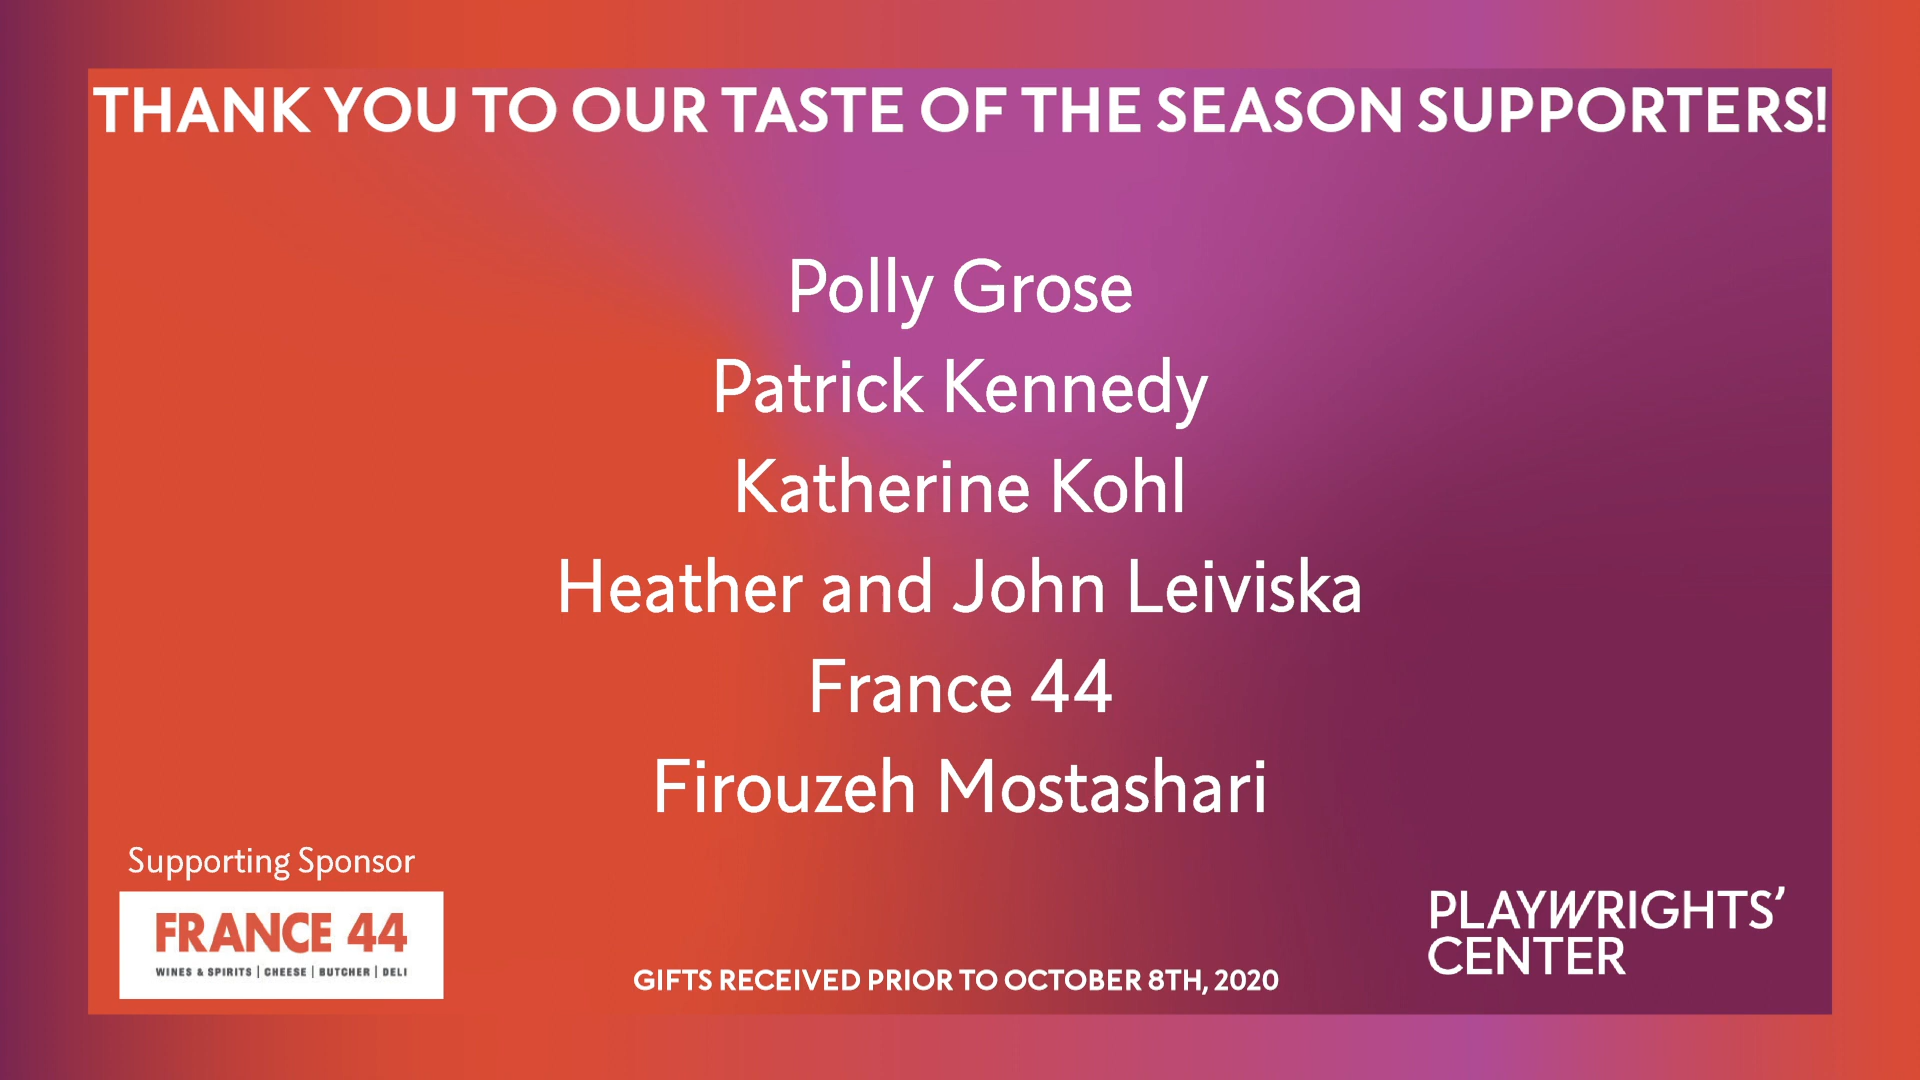 THANK YOU TO OUR TASTE OF THE SEASON SUPPORTERS!
Polly Grose
Patrick Kennedy
Katherine Kohl
Heather and John Leiviska
France 44
Firouzeh Mostashari
Supporting Sponsor
FRANCE 44
WINES & SPIRITS | CHEESE | BUTCHER | DELI
GIFTS RECEIVED PRIOR TO OCTOBER 8TH, 2020
PLAYWRIGHTS'
CENTER